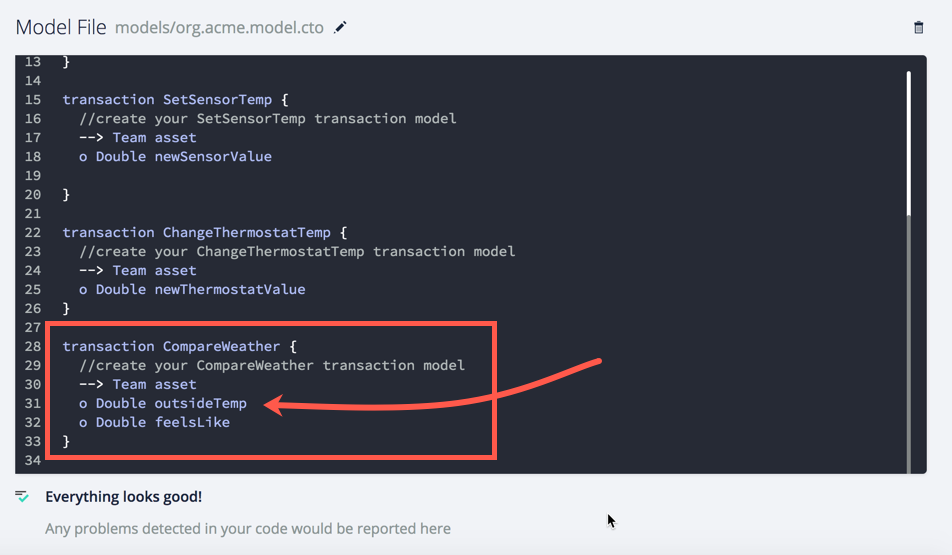 Model File models/org.acme.model.cto
13 }
14
15 transaction SetSensorTemp {
16 //create your SetSensorTemp transaction model
17 --> Team asset
18 o Double newSensorValue
19
20 }
21
22 transaction ChangeThermostatTemp {
23 //create your ChangeThermostatTemp transaction model
24 --> Team asset
25 o Double newThermostatValue
26 }
27
28 transaction CompareWeather {
29 //create your CompareWeather transaction model
30 --> Team asset
31 o Double outsideTemp
32 o Double feelsLike
33 }
34
Everything looks good!
Any problems detected in your code would be reported here